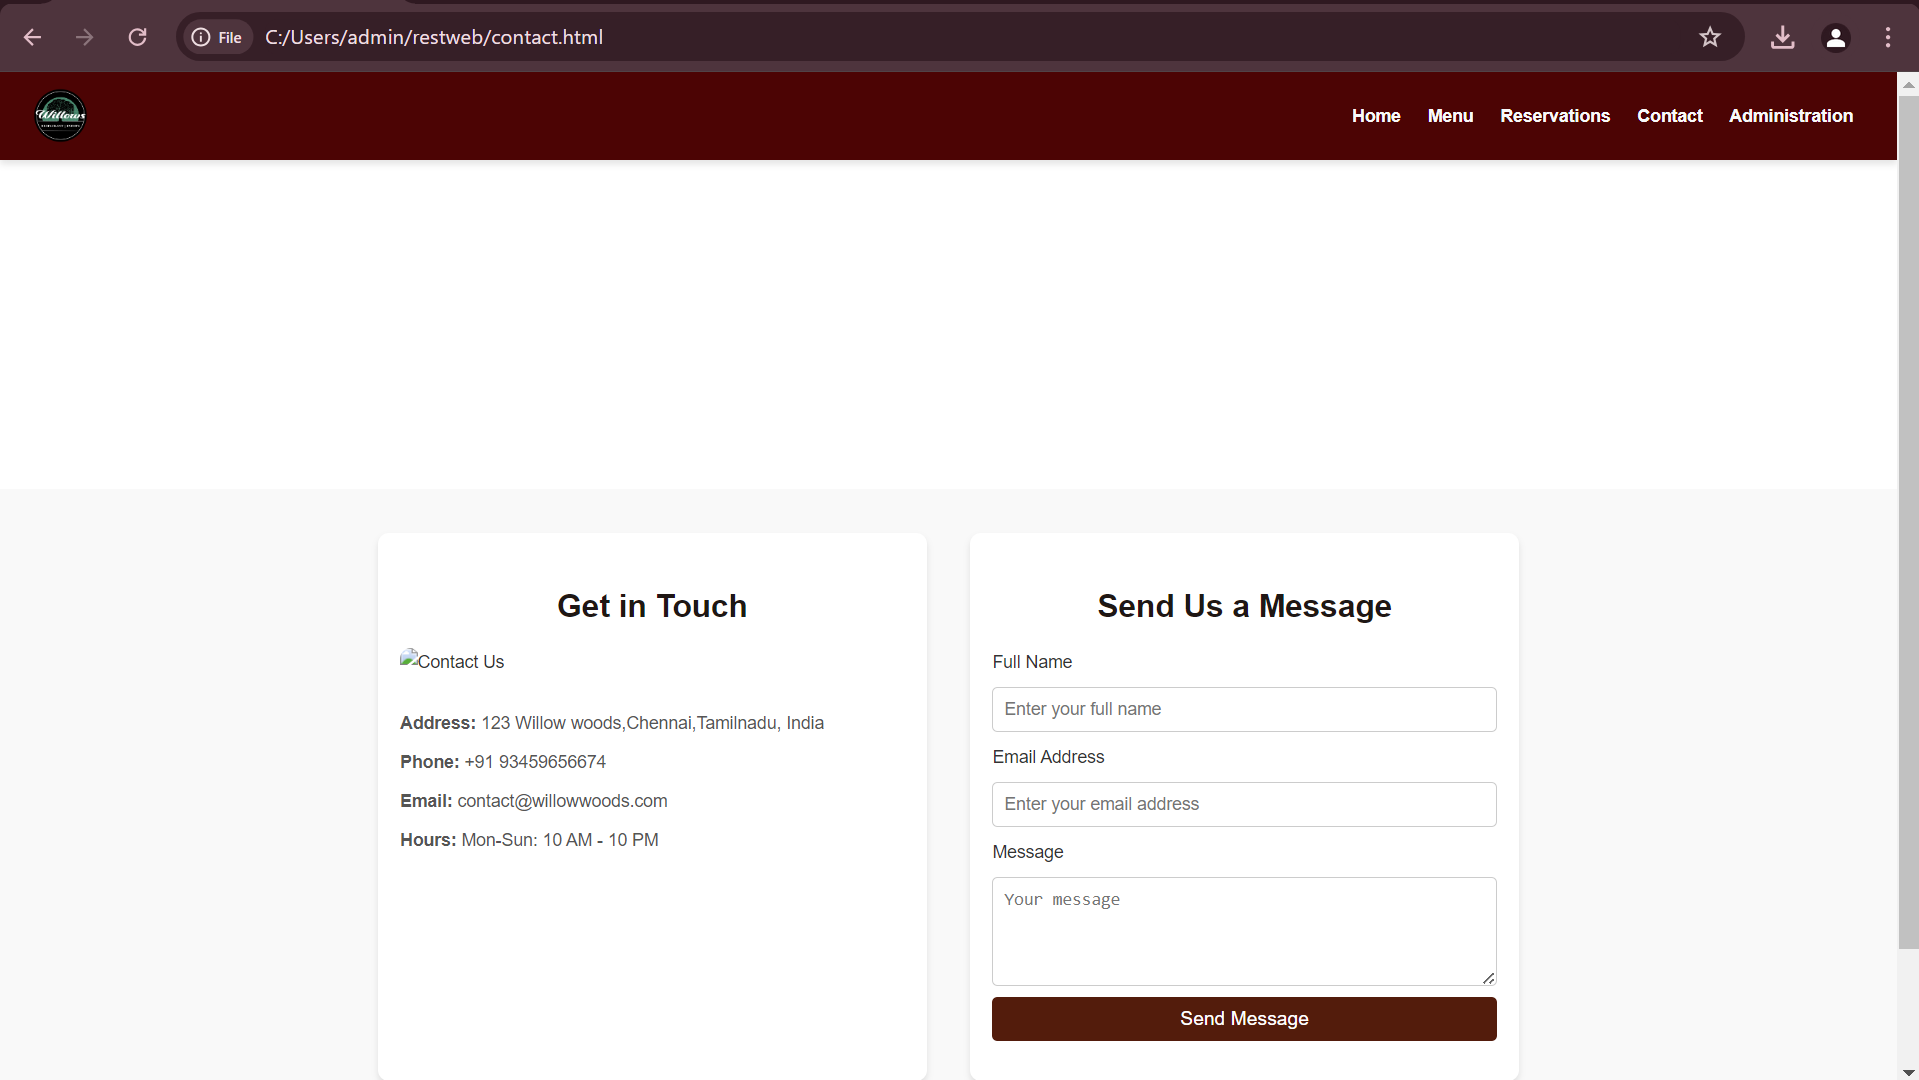 File C:/Users/admin/restweb/contact.html
Willows
Home Menu Reservations Contact Administration
Get in Touch
Contact Us
Address: 123 Willow woods,Chennai,Tamilnadu, India
Phone: +91 93459656674
Email: contact@willowwoods.com
Hours: Mon-Sun: 10 AM - 10 PM
Send Us a Message
Full Name
Enter your full name
Email Address
Enter your email address
Message
Your message
Send Message